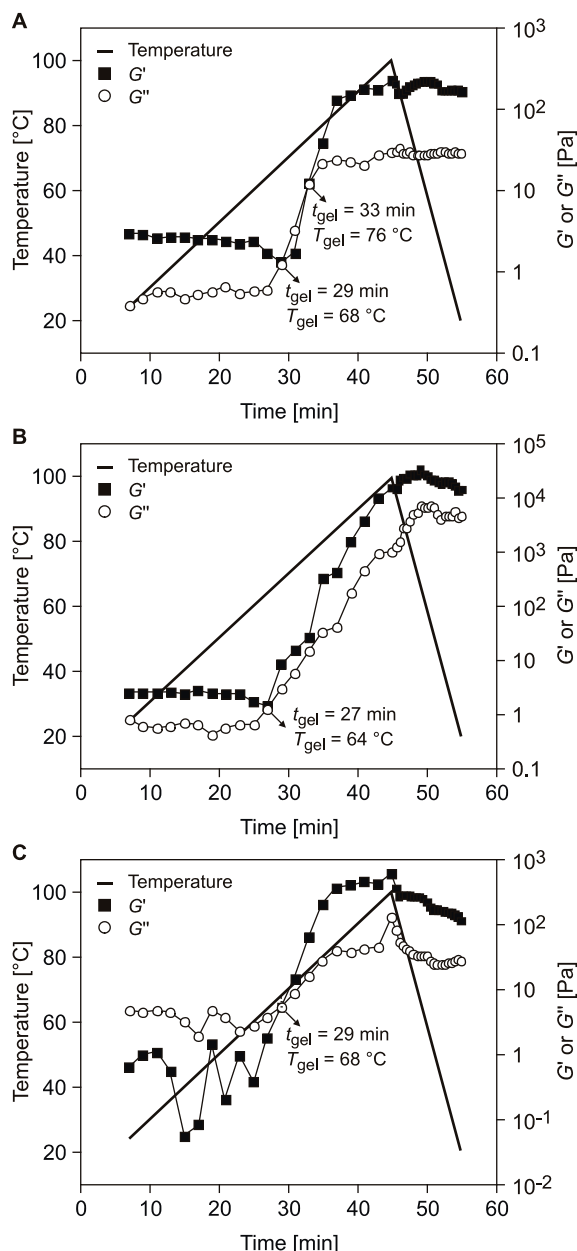 A
Temperature
G'
G"
100
80
60
40
20
Temperature [°C]
10³
10²
10
1
0.1
G' or G" [Pa]
t_gel = 33 min
T_gel = 76 °C
t_gel = 29 min
T_gel = 68 °C
0 10 20 30 40 50 60
Time [min]
B
Temperature
G'
G"
100
80
60
40
20
Temperature [°C]
10⁵
10⁴
10³
10²
10
1
0.1
G' or G" [Pa]
t_gel = 27 min
T_gel = 64 °C
0 10 20 30 40 50 60
Time [min]
C
Temperature
G'
G"
100
80
60
40
20
Temperature [°C]
10³
10²
10
1
10⁻¹
10⁻²
G' or G" [Pa]
t_gel = 29 min
T_gel = 68 °C
0 10 20 30 40 50 60
Time [min]